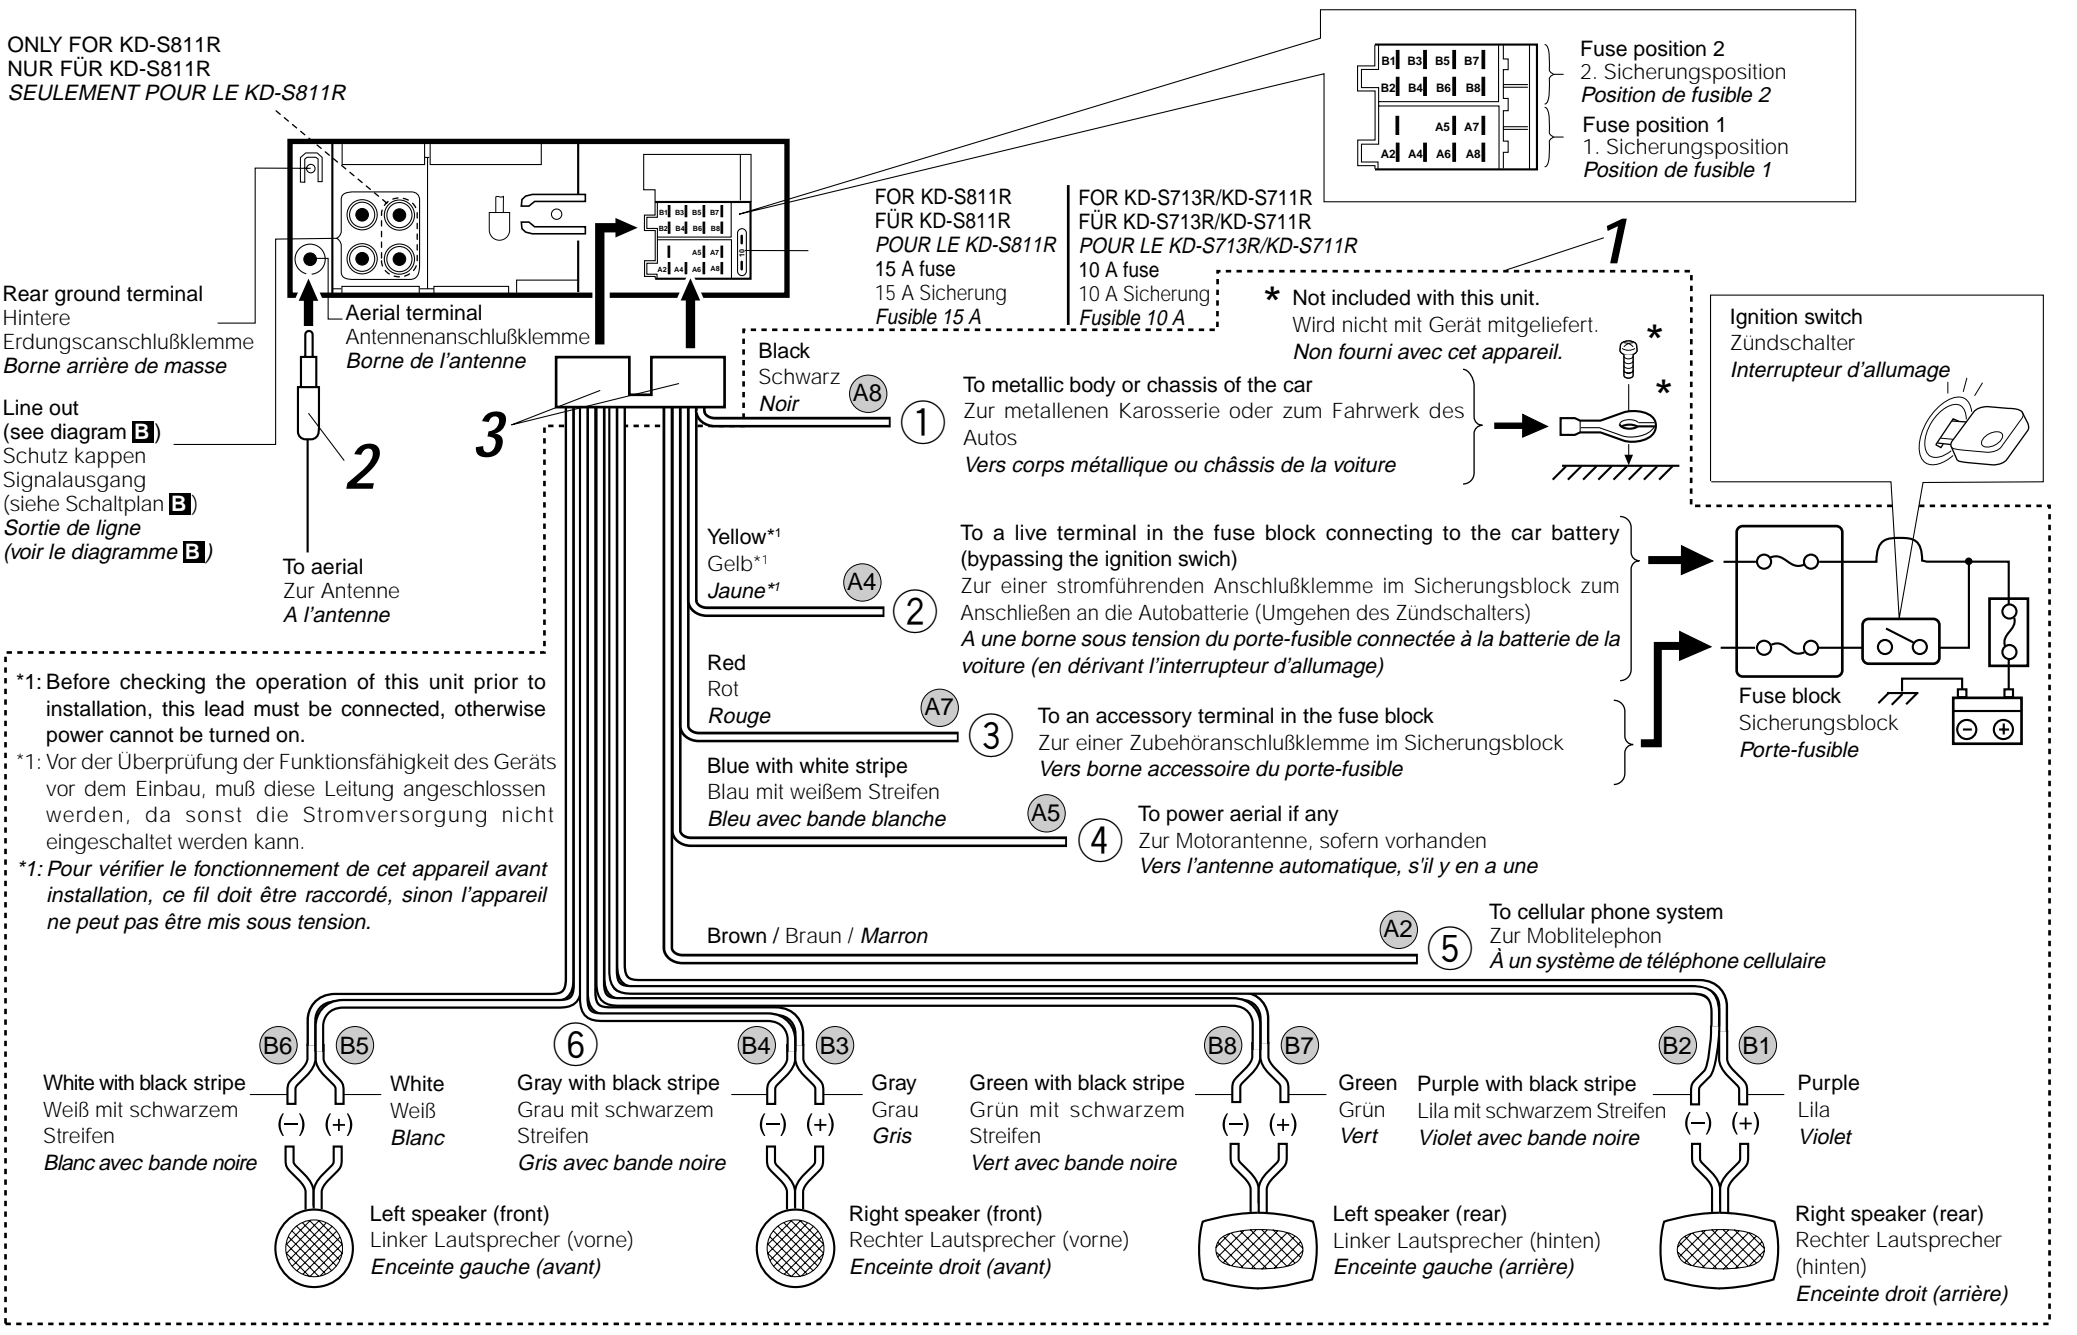 ONLY FOR KD-S811R
NUR FÜR KD-S811R
SEULEMENT POUR LE KD-S811R
B1 B3 B5 B7
B2 B4 B6 B8
A5 A7
A2 A4 A6 A8
Fuse position 2
2. Sicherungsposition
Position de fusible 2
Fuse position 1
1. Sicherungsposition
Position de fusible 1
B1 B3 B5 B7
B2 B4 B6 B8
A5 A7
A2 A4 A6 A8
10
FOR KD-S811R
FÜR KD-S811R
POUR LE KD-S811R
15 A fuse
15 A Sicherung
Fusible 15 A
FOR KD-S713R/KD-S711R
FÜR KD-S713R/KD-S711R
POUR LE KD-S713R/KD-S711R
10 A fuse
10 A Sicherung
Fusible 10 A
1
Rear ground terminal
Hintere
Erdungscanschlußklemme
Borne arrière de masse
Aerial terminal
Antennenanschlußklemme
Borne de l'antenne
Line out
(see diagram B)
Schutz kappen
Signalausgang
(siehe Schaltplan B)
Sortie de ligne
(voir le diagramme B)
2
3
To aerial
Zur Antenne
A l'antenne
* Not included with this unit.
Wird nicht mit Gerät mitgeliefert.
Non fourni avec cet appareil.
*
*
Ignition switch
Zündschalter
Interrupteur d'allumage
Black
Schwarz
Noir
A8
①
To metallic body or chassis of the car
Zur metallenen Karosserie oder zum Fahrwerk des
Autos
Vers corps métallique ou châssis de la voiture
Yellow*1
Gelb*1
Jaune*1
A4
②
To a live terminal in the fuse block connecting to the car battery
(bypassing the ignition swich)
Zur einer stromführenden Anschlußklemme im Sicherungsblock zum
Anschließen an die Autobatterie (Umgehen des Zündschalters)
A une borne sous tension du porte-fusible connectée à la batterie de la
voiture (en dérivant l'interrupteur d'allumage)
Red
Rot
Rouge
A7
③
To an accessory terminal in the fuse block
Zur einer Zubehöranschlußklemme im Sicherungsblock
Vers borne accessoire du porte-fusible
Fuse block
Sicherungsblock
Porte-fusible
*1: Before checking the operation of this unit prior to
installation, this lead must be connected, otherwise
power cannot be turned on.
*1: Vor der Überprüfung der Funktionsfähigkeit des Geräts
vor dem Einbau, muß diese Leitung angeschlossen
werden, da sonst die Stromversorgung nicht
eingeschaltet werden kann.
*1: Pour vérifier le fonctionnement de cet appareil avant
installation, ce fil doit être raccordé, sinon l'appareil
ne peut pas être mis sous tension.
Blue with white stripe
Blau mit weißem Streifen
Bleu avec bande blanche
A5
④
To power aerial if any
Zur Motorantenne, sofern vorhanden
Vers l'antenne automatique, s'il y en a une
Brown / Braun / Marron
A2
⑤
To cellular phone system
Zur Moblitelephon
À un système de téléphone cellulaire
B6 B5
⑥
B4 B3
B8 B7
B2 B1
White with black stripe
Weiß mit schwarzem
Streifen
Blanc avec bande noire
(–) (+)
White
Weiß
Blanc
Gray with black stripe
Grau mit schwarzem
Streifen
Gris avec bande noire
(–) (+)
Gray
Grau
Gris
Green with black stripe
Grün mit schwarzem
Streifen
Vert avec bande noire
(–) (+)
Green
Grün
Vert
Purple with black stripe
Lila mit schwarzem Streifen
Violet avec bande noire
(–) (+)
Purple
Lila
Violet
Left speaker (front)
Linker Lautsprecher (vorne)
Enceinte gauche (avant)
Right speaker (front)
Rechter Lautsprecher (vorne)
Enceinte droit (avant)
Left speaker (rear)
Linker Lautsprecher (hinten)
Enceinte gauche (arrière)
Right speaker (rear)
Rechter Lautsprecher
(hinten)
Enceinte droit (arrière)